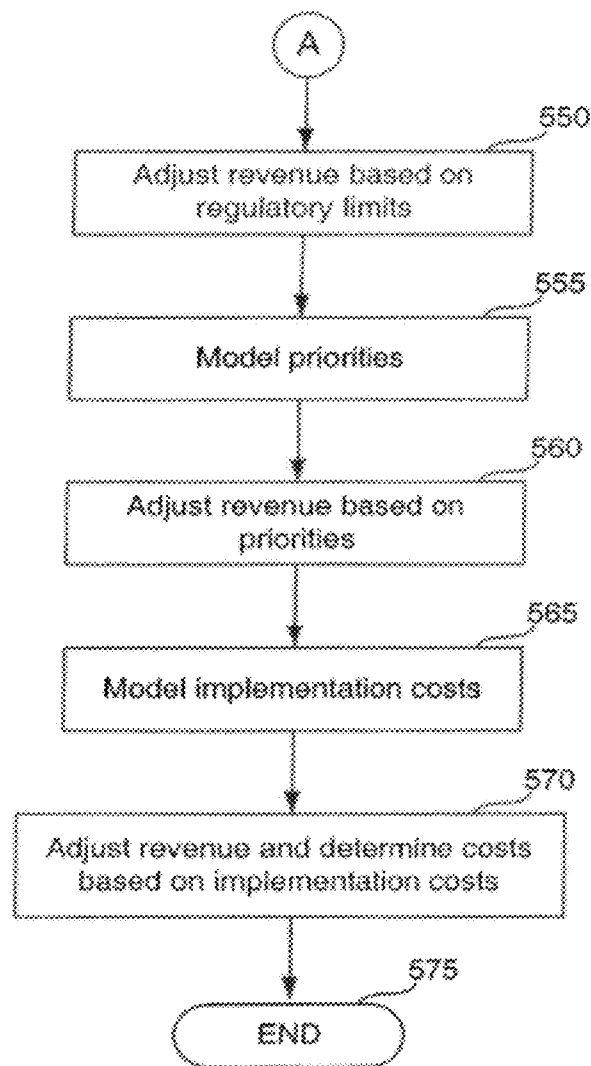 A
550
Adjust revenue based on
regulatory limits
555
Model priorities
560
Adjust revenue based on
priorities
565
Model implementation costs
570
Adjust revenue and determine costs
based on implementation costs
575
END